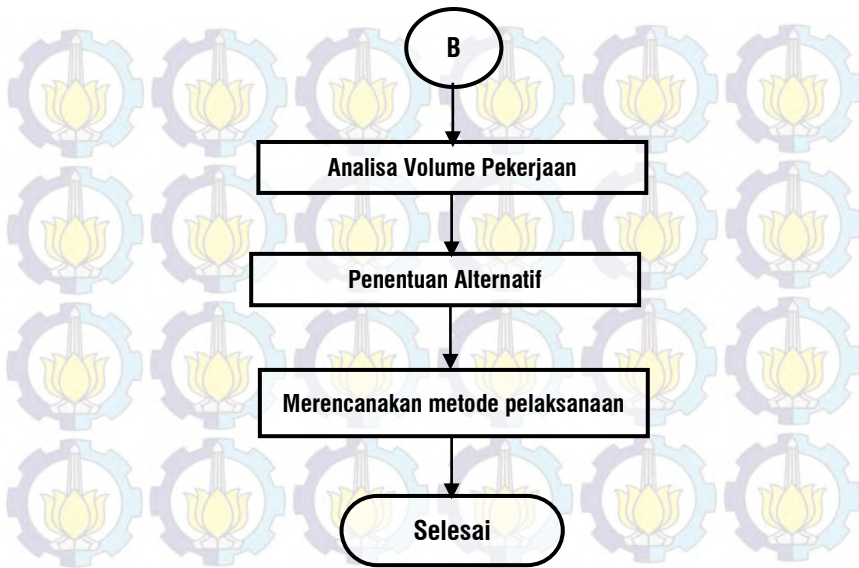 B
Analisa Volume Pekerjaan
Penentuan Alternatif
Merencanakan metode pelaksanaan
Selesai